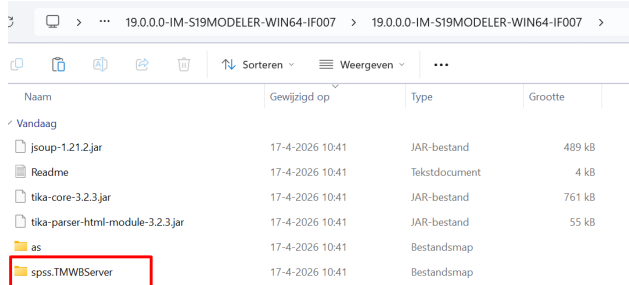 19.0.0.0-IM-S19MODELER-WIN64-IF007 > 19.0.0.0-IM-S19MODELER-WIN64-IF007 >
Sorteren Weergeven
Naam Gewijzigd op Type Grootte
Vandaag
jsoup-1.21.2.jar 17-4-2026 10:41 JAR-bestand 489 kB
Readme 17-4-2026 10:41 Tekstdocument 4 kB
tika-core-3.2.3.jar 17-4-2026 10:41 JAR-bestand 761 kB
tika-parser-html-module-3.2.3.jar 17-4-2026 10:41 JAR-bestand 55 kB
as 17-4-2026 10:41 Bestandsmap
spss.TMWBServer 17-4-2026 10:41 Bestandsmap